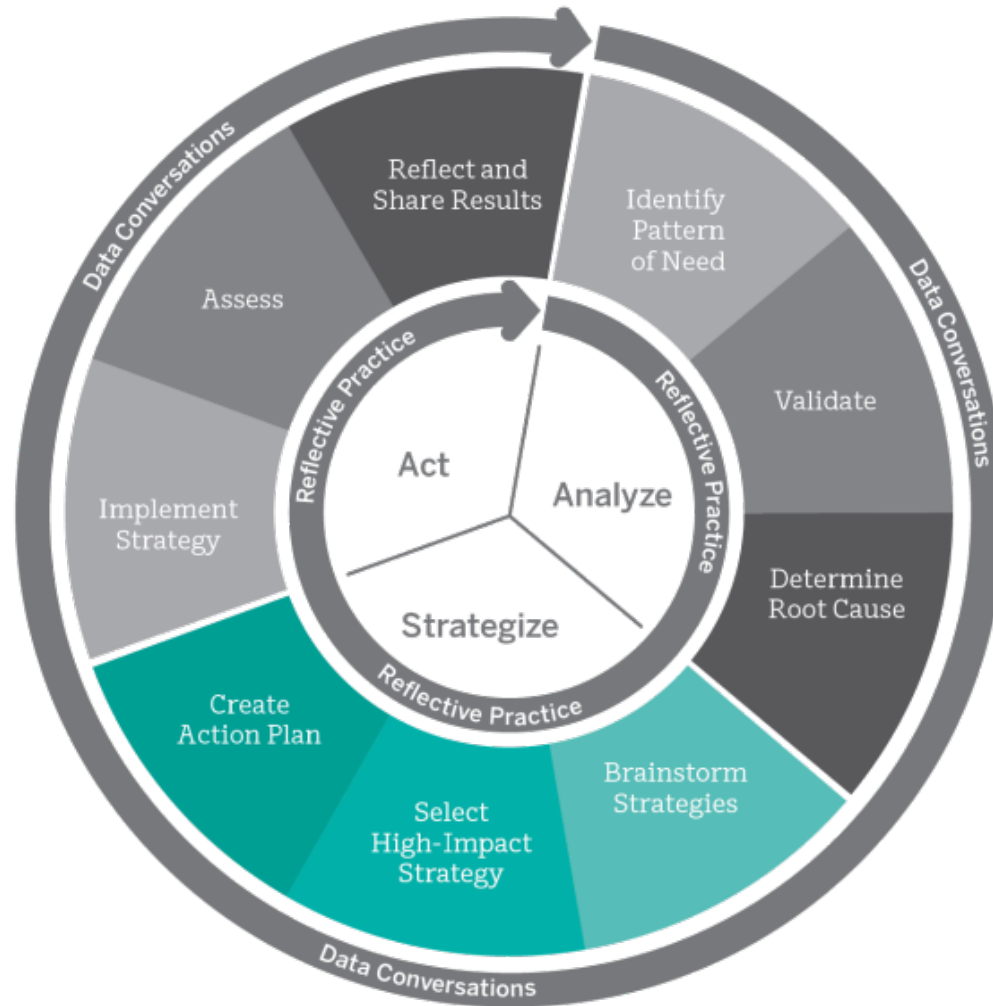 Data Conversations
Reflect and
Share Results
Identify
Pattern
of Need
Data Conversations
Assess
Validate
Reflective Practice
Reflective Practice
Act
Analyze
Strategize
Implement
Strategy
Determine
Root Cause
Reflective Practice
Create
Action Plan
Select
High-Impact
Strategy
Brainstorm
Strategies
Data Conversations